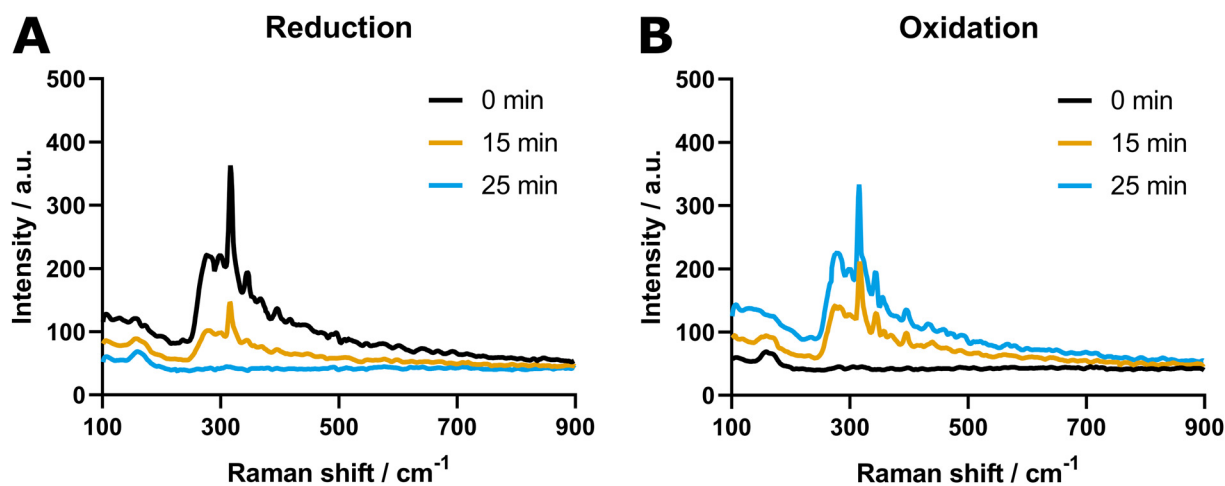 A
Reduction
500
400
300
200
100
0
Intensity / a.u.
0 min
15 min
25 min
100
300
500
700
900
Raman shift / cm⁻¹
B
Oxidation
500
400
300
200
100
0
Intensity / a.u.
0 min
15 min
25 min
100
300
500
700
900
Raman shift / cm⁻¹